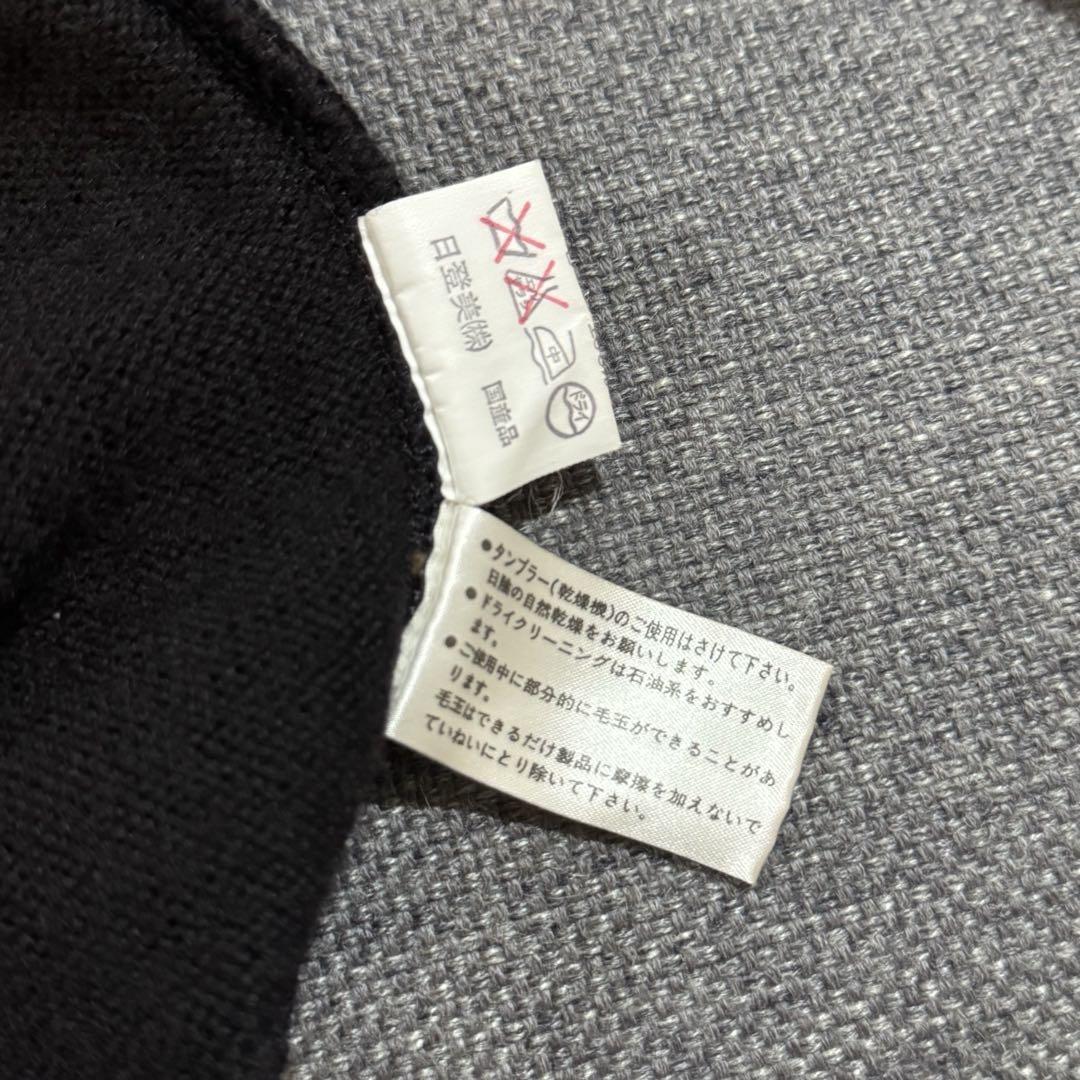 中
ドライ
日登美㈱
国産品
●タンブラー(乾燥機)のご使用はさけて下さい。
日陰の自然乾燥をお願いします。
●ドライクリーニングは石油系をおすすめし
ます。
●ご使用中に部分的に毛玉ができることがあ
ります。
毛玉はできるだけ製品に摩擦を加えないで
ていねいにとり除いて下さい。